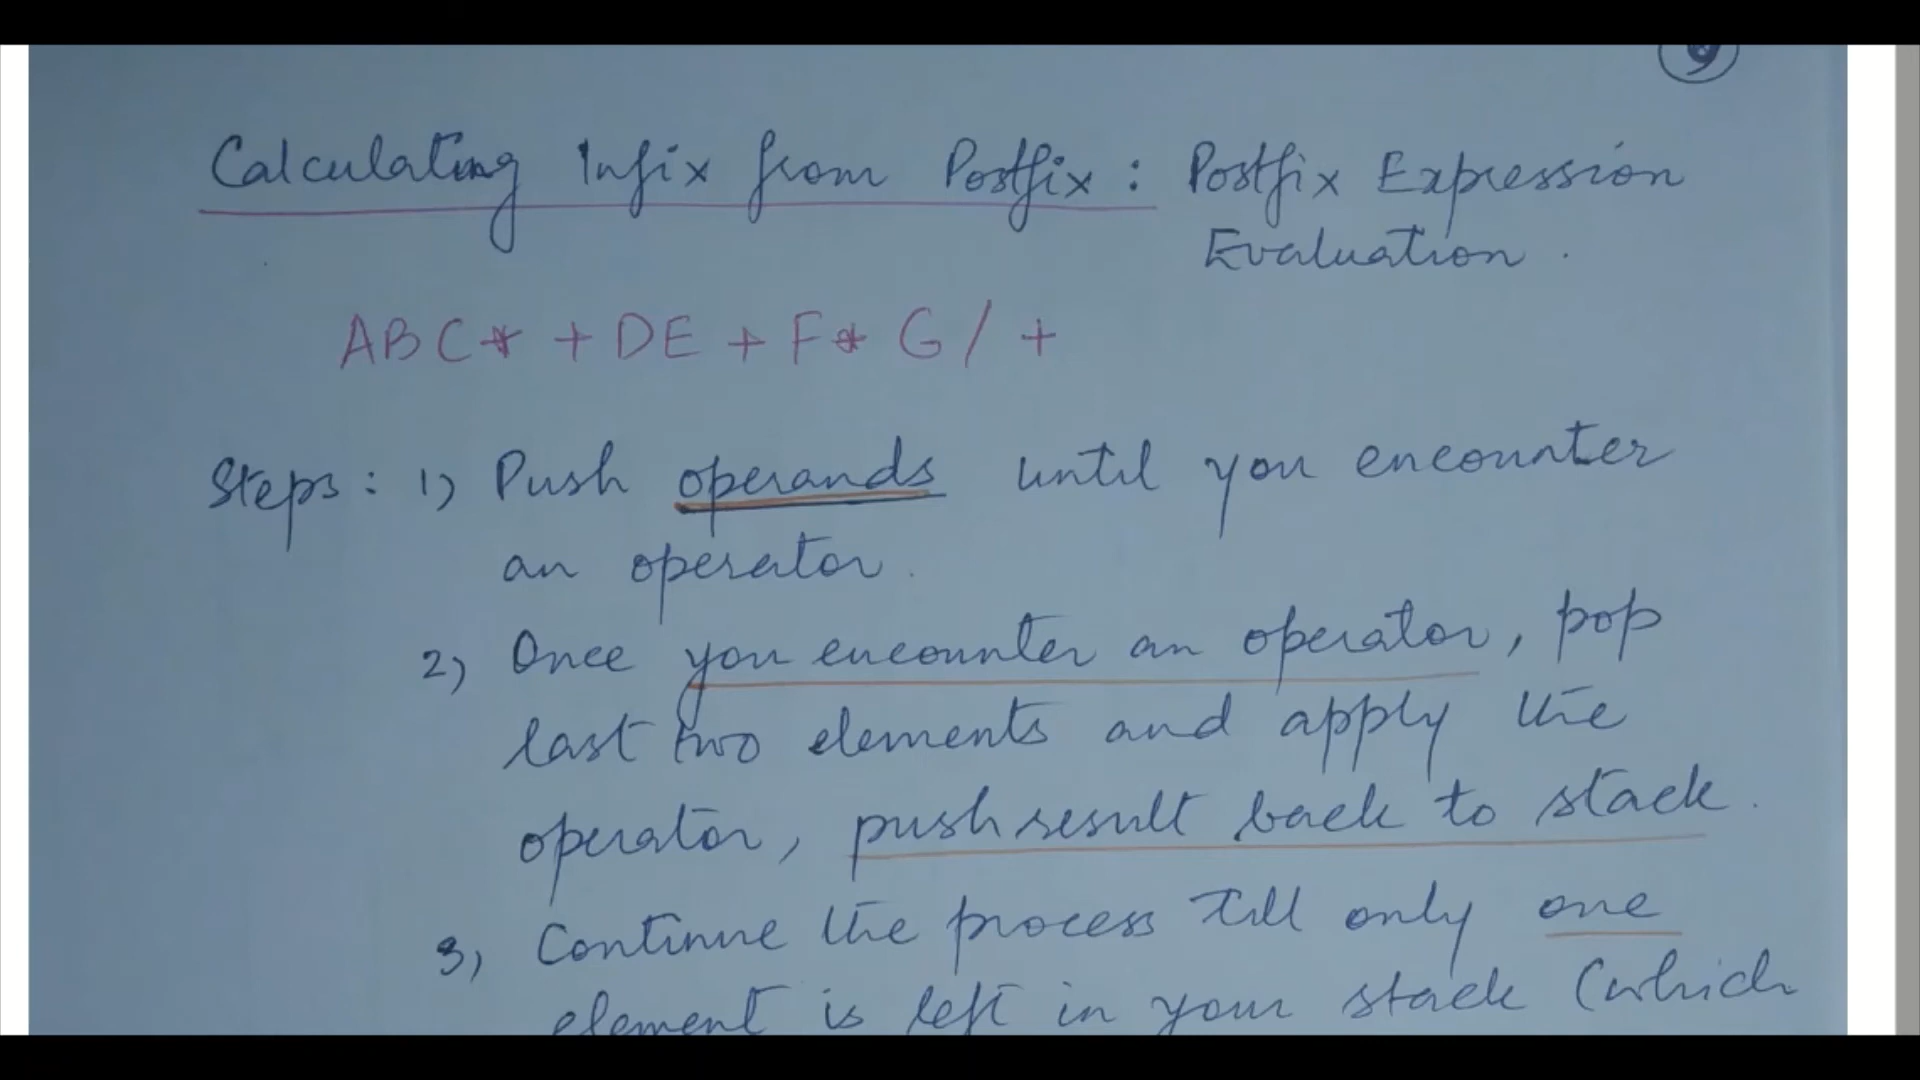 9
Calculating Infix from Postfix : Postfix Expression
Evaluation .
ABC* + DE + F* G / +
Steps : 1) Push operands until you encounter
an operator .
2) Once you encounter an operator, pop
last two elements and apply the
operator, push result back to stack .
3) Continue the process till only one
element is left in your stack (which